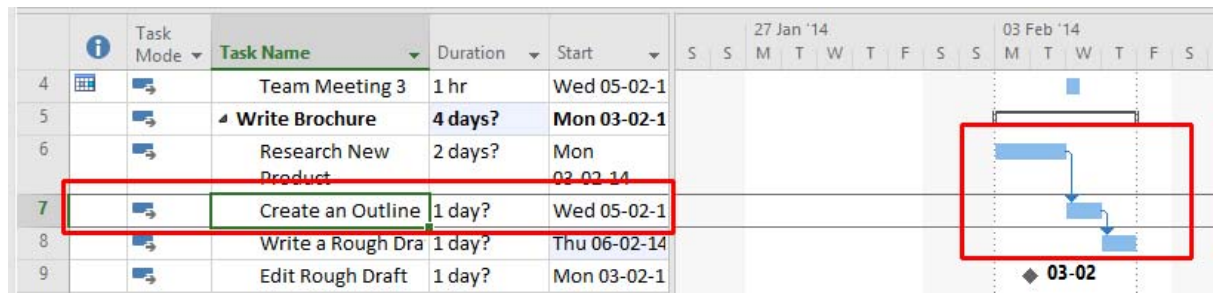 Task Mode Task Name Duration Start
27 Jan '14 03 Feb '14
S S M T W T F S S M T W T F S
4 Team Meeting 3 1 hr Wed 05-02-1
5 Write Brochure 4 days? Mon 03-02-1
6 Research New Product 2 days? Mon 03-02-14
7 Create an Outline 1 day? Wed 05-02-1
8 Write a Rough Dra 1 day? Thu 06-02-14
9 Edit Rough Draft 1 day? Mon 03-02-1 03-02